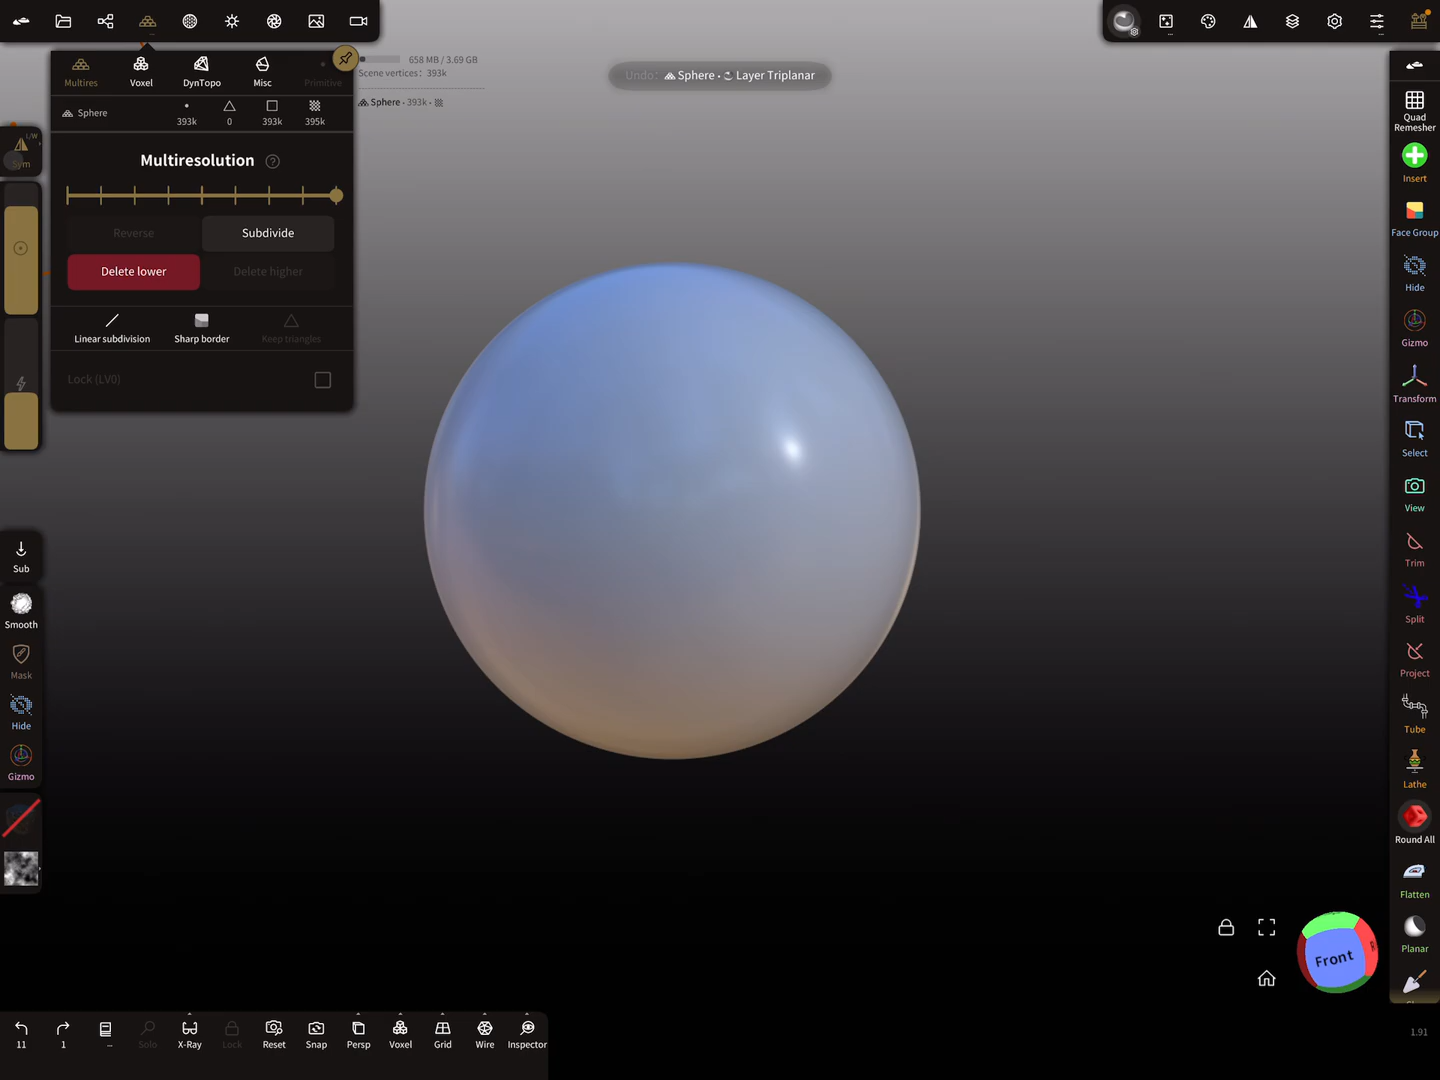 658 MB / 3.69 GB
Scene vertices: 393k
Sphere • 393k •
Undo: Sphere • Layer Triplanar
Multires
Voxel
DynTopo
Misc
Primitive
Sphere
393k
0
393k
395k
Multiresolution ?
Reverse
Subdivide
Delete lower
Delete higher
Linear subdivision
Sharp border
Keep triangles
Lock (LV0)
L/W
Sym
Sub
Smooth
Mask
Hide
Gizmo
Quad
Remesher
Insert
Face Group
Hide
Gizmo
Transform
Select
View
Trim
Split
Project
Tube
Lathe
Round All
Flatten
Planar
Front
11
1
...
Solo
X-Ray
Lock
Reset
Snap
Persp
Voxel
Grid
Wire
Inspector
1.91